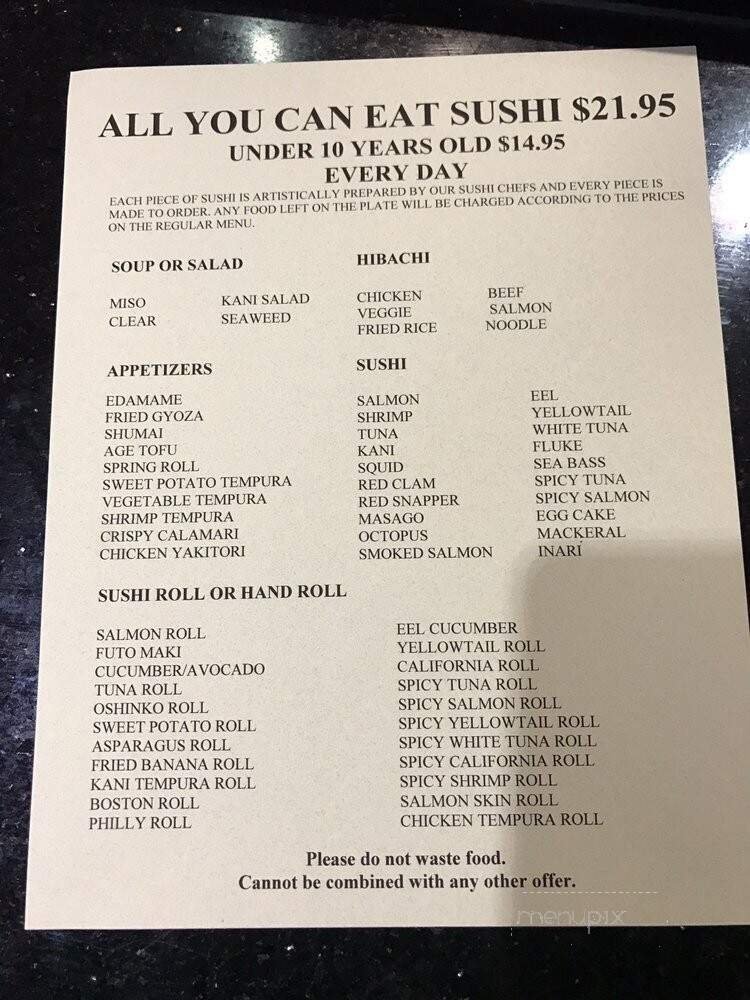 ALL YOU CAN EAT SUSHI $21.95
UNDER 10 YEARS OLD $14.95
EVERY DAY
EACH PIECE OF SUSHI IS ARTISTICALLY PREPARED BY OUR SUSHI CHEFS AND EVERY PIECE IS
MADE TO ORDER. ANY FOOD LEFT ON THE PLATE WILL BE CHARGED ACCORDING TO THE PRICES
ON THE REGULAR MENU.
SOUP OR SALAD
MISO KANI SALAD
CLEAR SEAWEED
HIBACHI
CHICKEN BEEF
VEGGIE SALMON
FRIED RICE NOODLE
APPETIZERS
EDAMAME
FRIED GYOZA
SHUMAI
AGE TOFU
SPRING ROLL
SWEET POTATO TEMPURA
VEGETABLE TEMPURA
SHRIMP TEMPURA
CRISPY CALAMARI
CHICKEN YAKITORI
SUSHI
SALMON EEL
SHRIMP YELLOWTAIL
TUNA WHITE TUNA
KANI FLUKE
SQUID SEA BASS
RED CLAM SPICY TUNA
RED SNAPPER SPICY SALMON
MASAGO EGG CAKE
OCTOPUS MACKERAL
SMOKED SALMON INARI
SUSHI ROLL OR HAND ROLL
SALMON ROLL EEL CUCUMBER
FUTO MAKI YELLOWTAIL ROLL
CUCUMBER/AVOCADO CALIFORNIA ROLL
TUNA ROLL SPICY TUNA ROLL
OSHINKO ROLL SPICY SALMON ROLL
SWEET POTATO ROLL SPICY YELLOWTAIL ROLL
ASPARAGUS ROLL SPICY WHITE TUNA ROLL
FRIED BANANA ROLL SPICY CALIFORNIA ROLL
KANI TEMPURA ROLL SPICY SHRIMP ROLL
BOSTON ROLL SALMON SKIN ROLL
PHILLY ROLL CHICKEN TEMPURA ROLL
Please do not waste food.
Cannot be combined with any other offer.
menupix